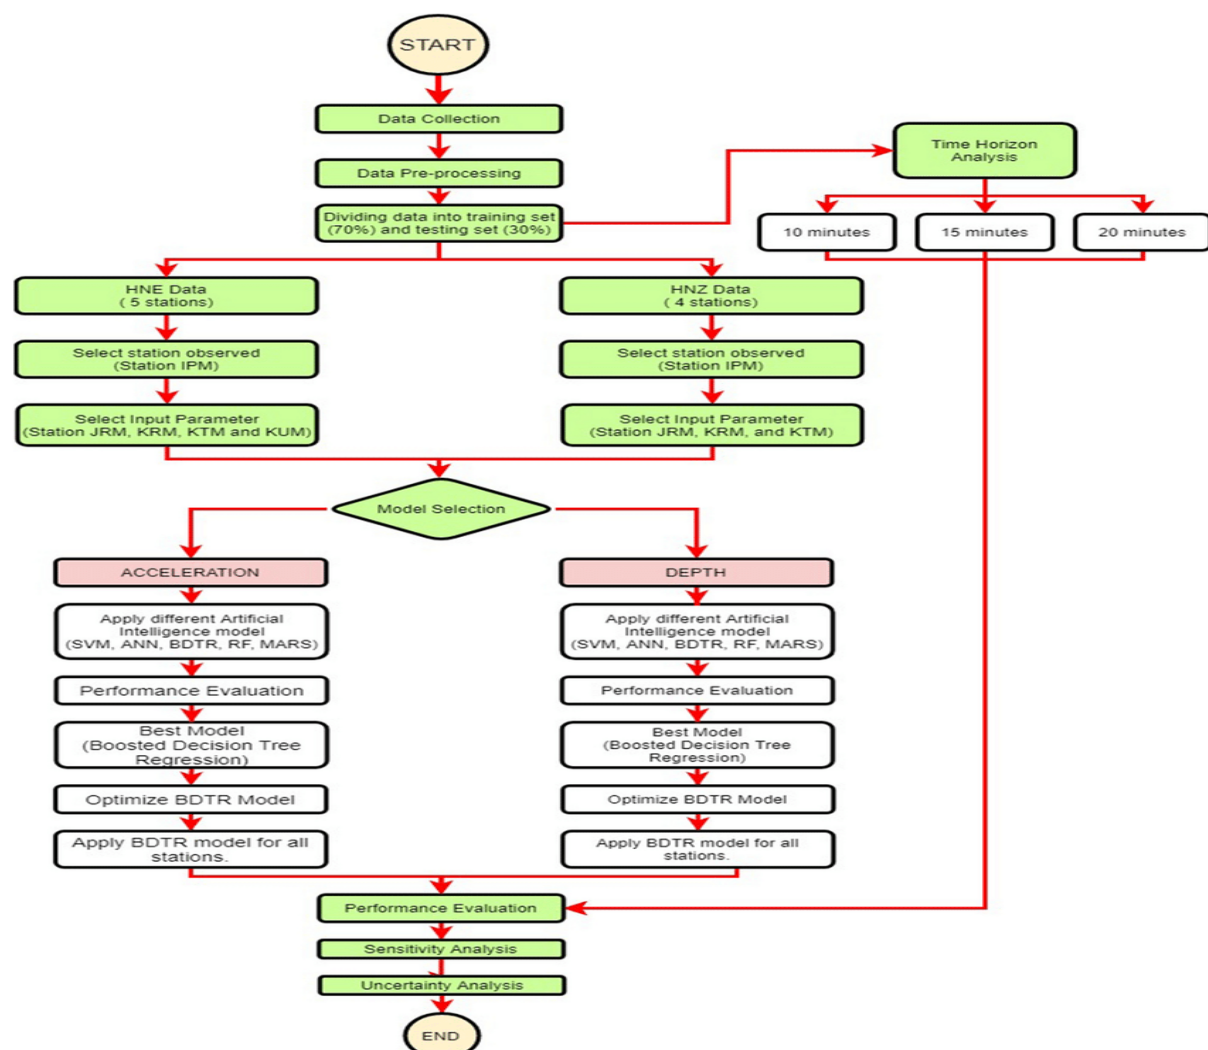 START
Data Collection
Data Pre-processing
Dividing data into training set
(70%) and testing set (30%)
Time Horizon
Analysis
10 minutes
15 minutes
20 minutes
HNE Data
( 5 stations)
Select station observed
(Station IPM)
Select Input Parameter
(Station JRM, KRM, KTM and KUM)
HNZ Data
( 4 stations)
Select station observed
(Station IPM)
Select Input Parameter
(Station JRM, KRM, and KTM)
Model Selection
ACCELERATION
Apply different Artificial
Intelligence model
(SVM, ANN, BDTR, RF, MARS)
Performance Evaluation
Best Model
(Boosted Decision Tree
Regression)
Optimize BDTR Model
Apply BDTR model for all
stations.
DEPTH
Apply different Artificial
Intelligence model
(SVM, ANN, BDTR, RF, MARS)
Performance Evaluation
Best Model
(Boosted Decision Tree
Regression)
Optimize BDTR Model
Apply BDTR model for all
stations.
Performance Evaluation
Sensitivity Analysis
Uncertainty Analysis
END